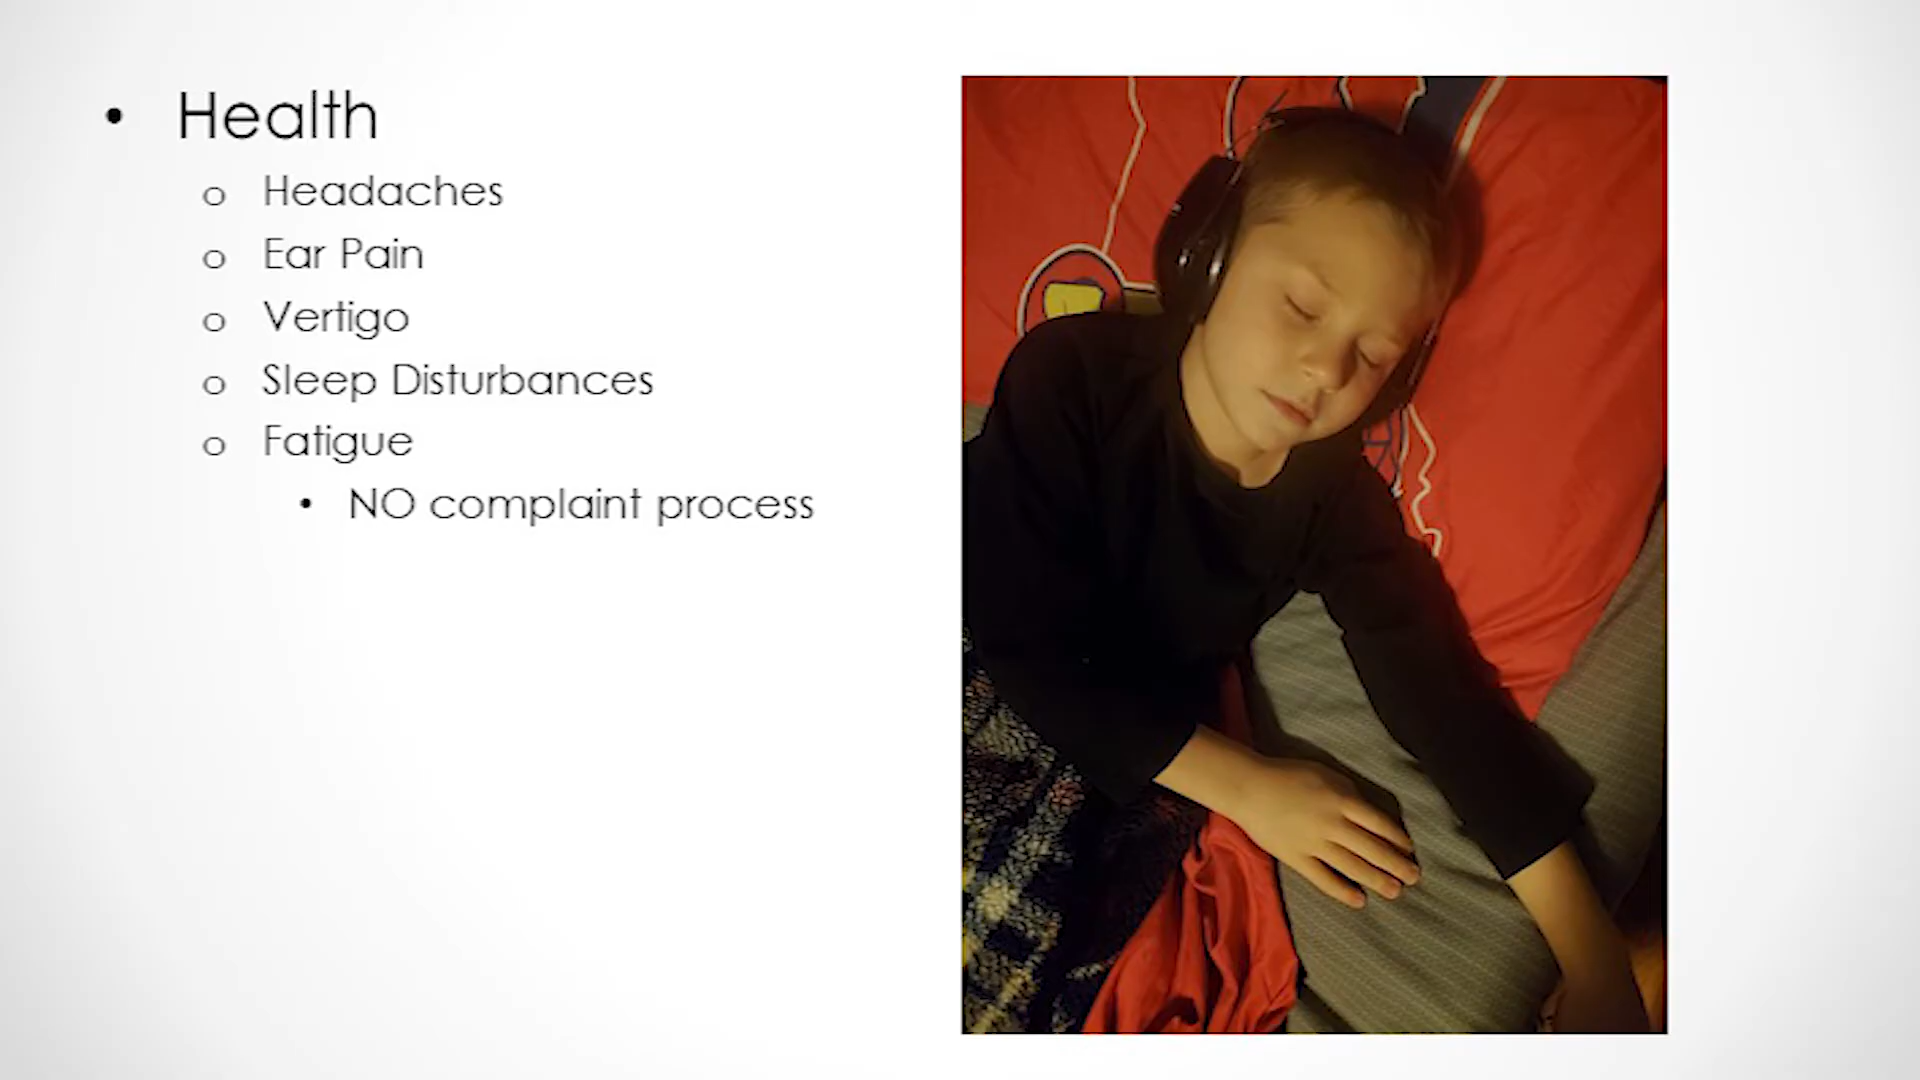 • Health
o Headaches
o Ear Pain
o Vertigo
o Sleep Disturbances
o Fatigue
• NO complaint process